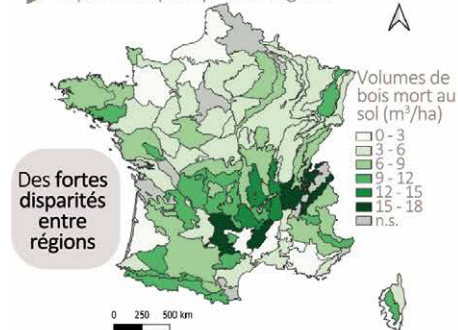 Volumes de
bois mort au
sol (m³/ha)
0 - 3
3 - 6
6 - 9
9 - 12
12 - 15
15 - 18
n.s.
Des fortes
disparités
entre
régions
0 250 500 km